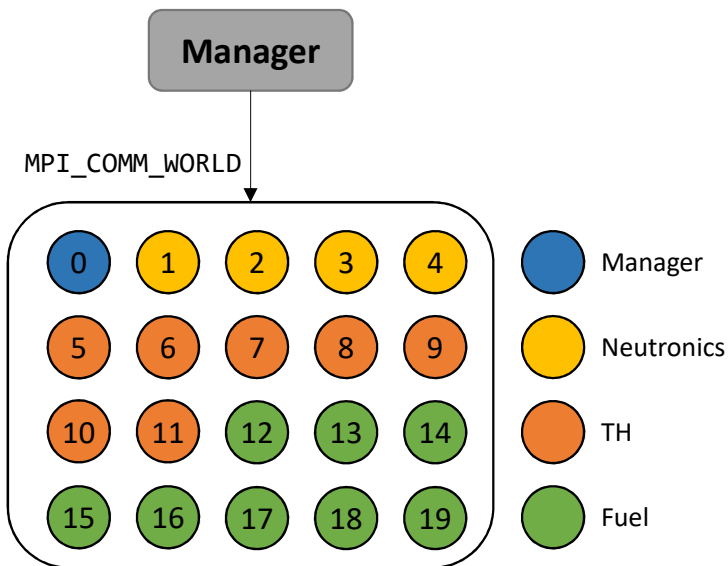 Manager
MPI_COMM_WORLD
0 1 2 3 4 Manager
5 6 7 8 9 Neutronics
10 11 12 13 14 TH
15 16 17 18 19 Fuel